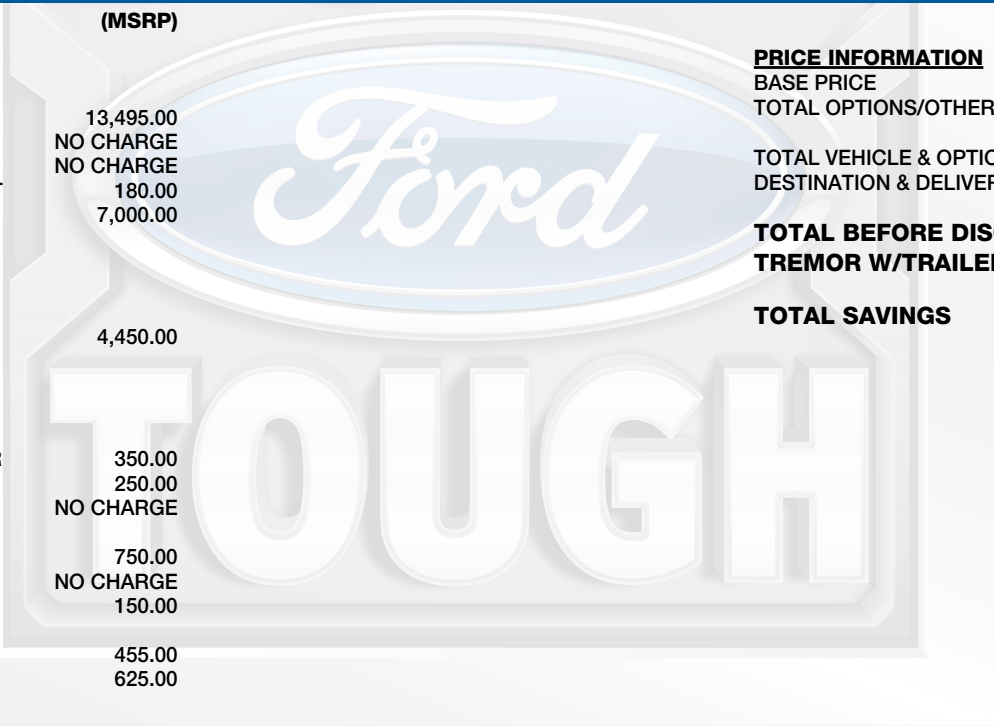 (MSRP)
13,495.00
NO CHARGE
NO CHARGE
180.00
7,000.00
4,450.00
350.00
250.00
NO CHARGE
750.00
NO CHARGE
150.00
455.00
625.00
PRICE INFORMATION
BASE PRICE
TOTAL OPTIONS/OTHER
TOTAL VEHICLE & OPTIO
DESTINATION & DELIVER
TOTAL BEFORE DISC
TREMOR W/TRAILER
TOTAL SAVINGS
Ford
TOUGH